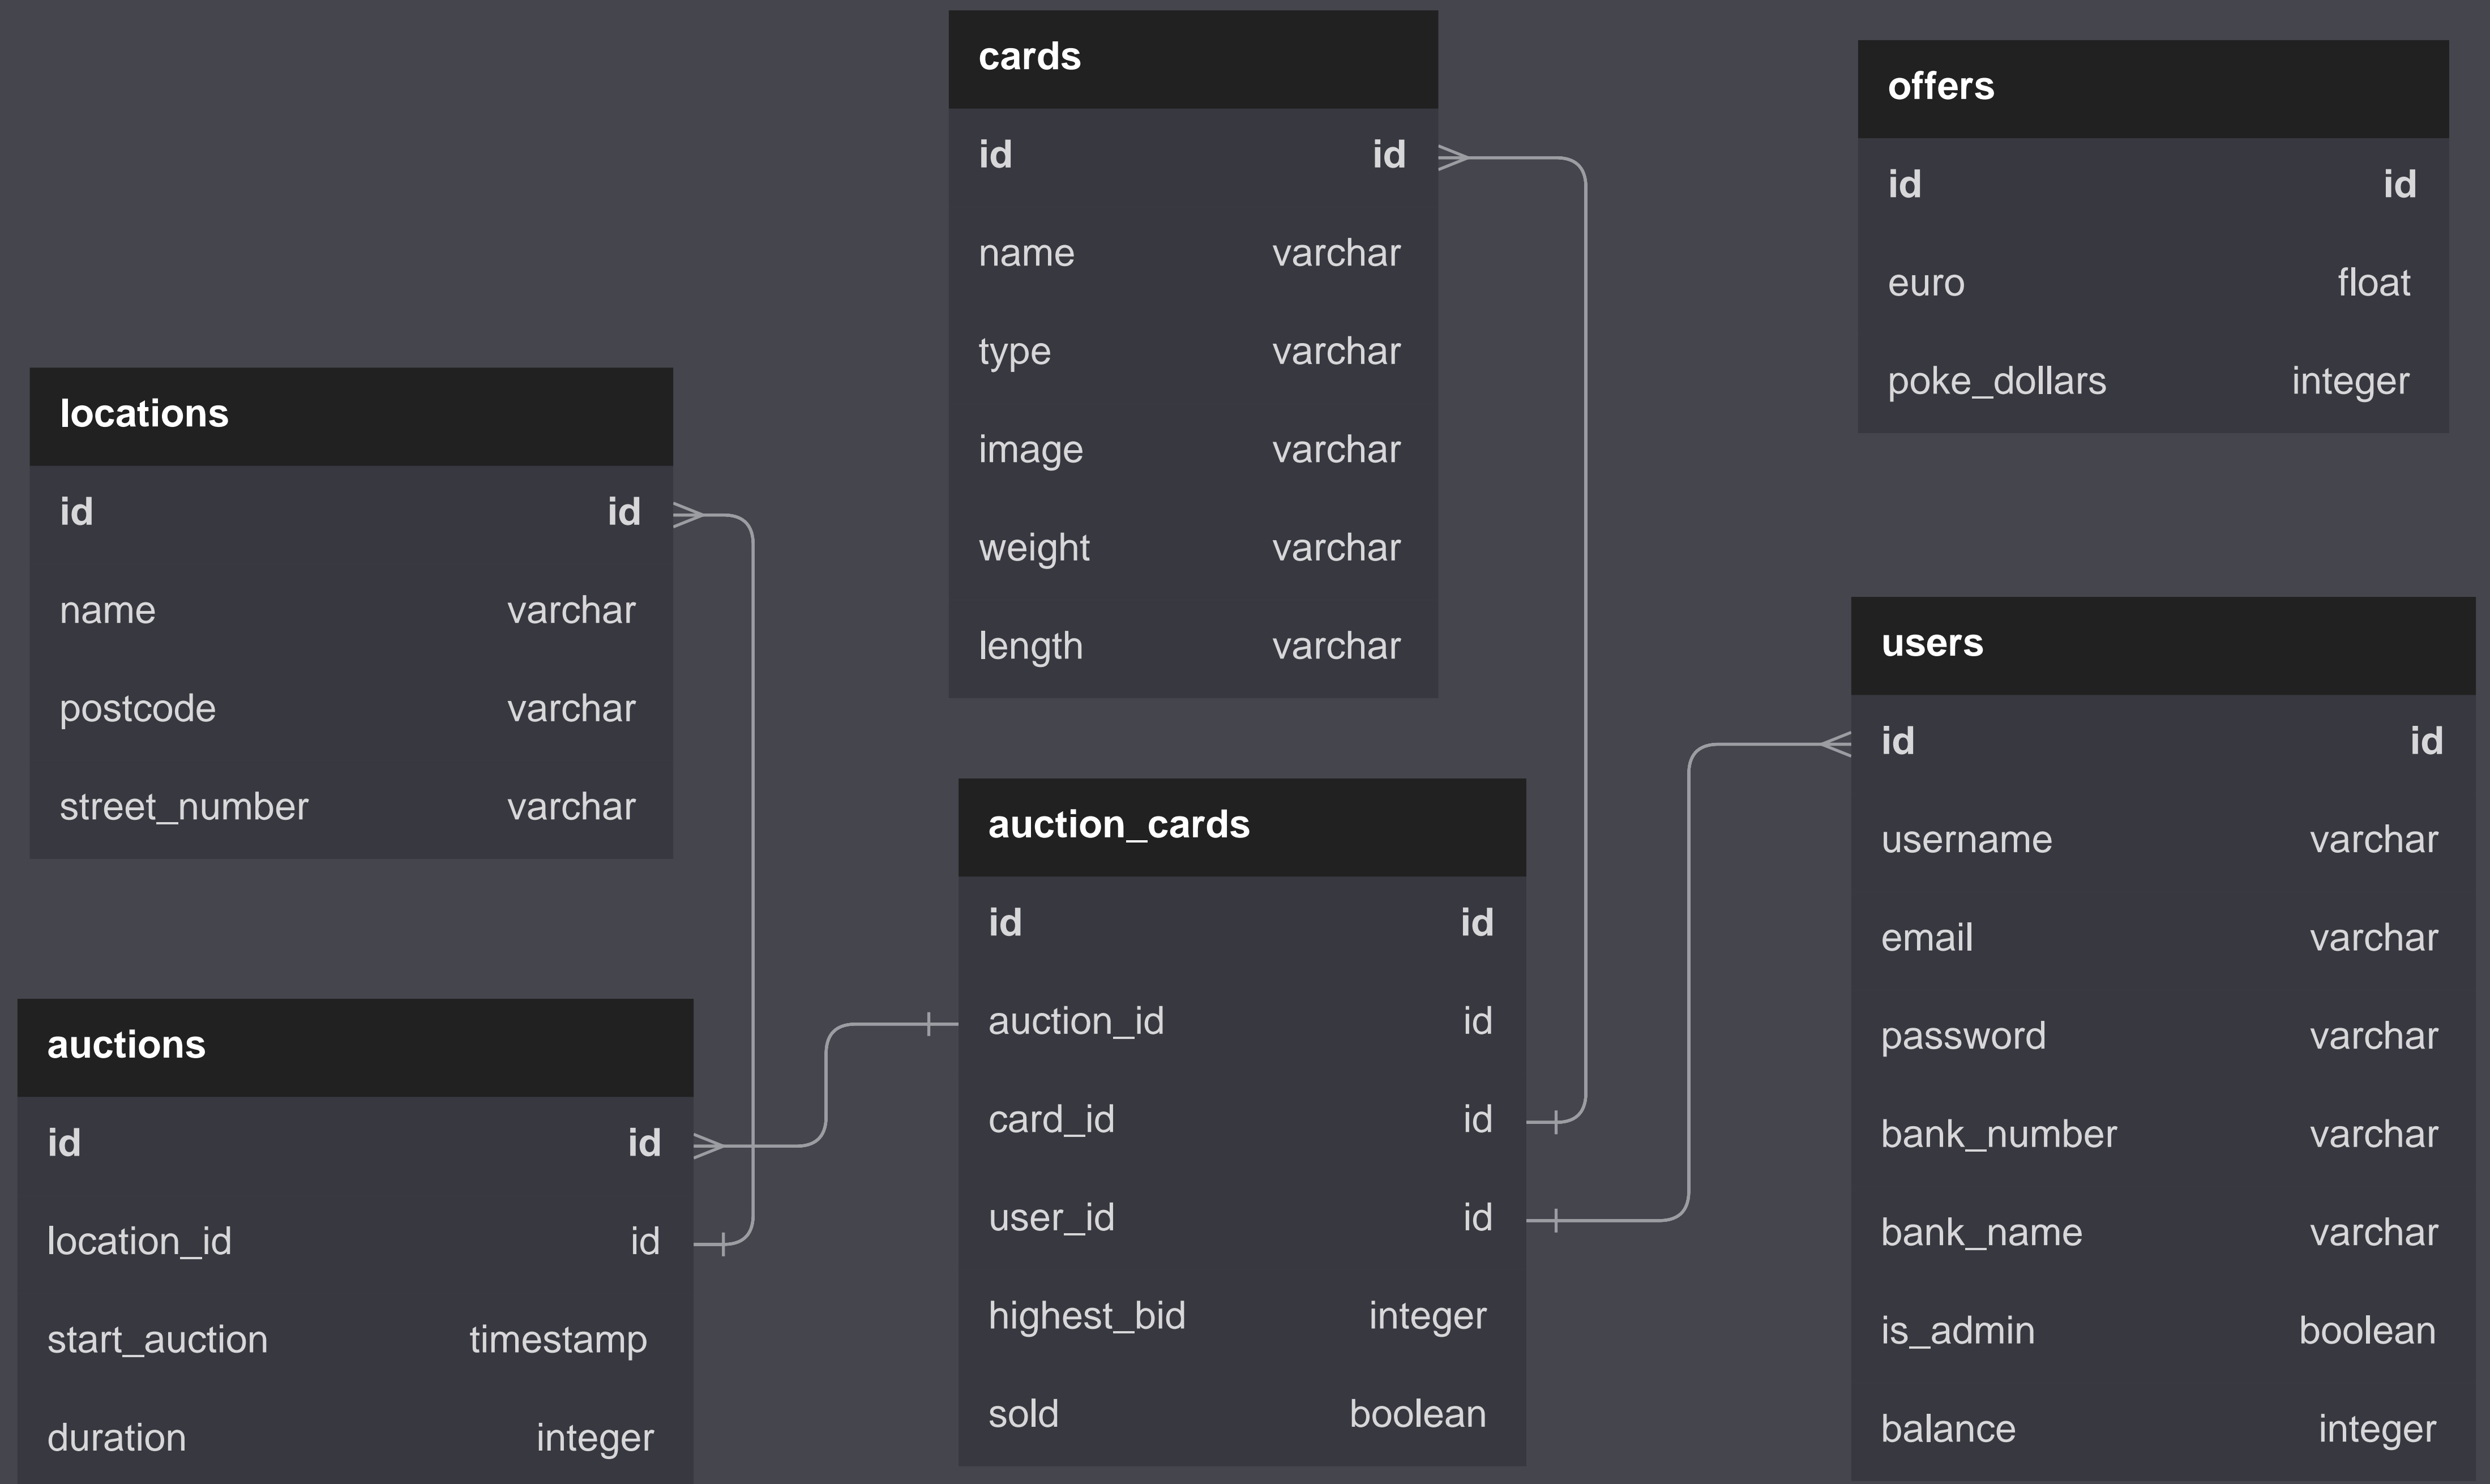 cards
id id
name varchar
type varchar
image varchar
weight varchar
length varchar
offers
id id
euro float
poke_dollars integer
locations
id id
name varchar
postcode varchar
street_number varchar
users
id id
username varchar
email varchar
password varchar
bank_number varchar
bank_name varchar
is_admin boolean
balance integer
auction_cards
id id
auction_id id
card_id id
user_id id
highest_bid integer
sold boolean
auctions
id id
location_id id
start_auction timestamp
duration integer